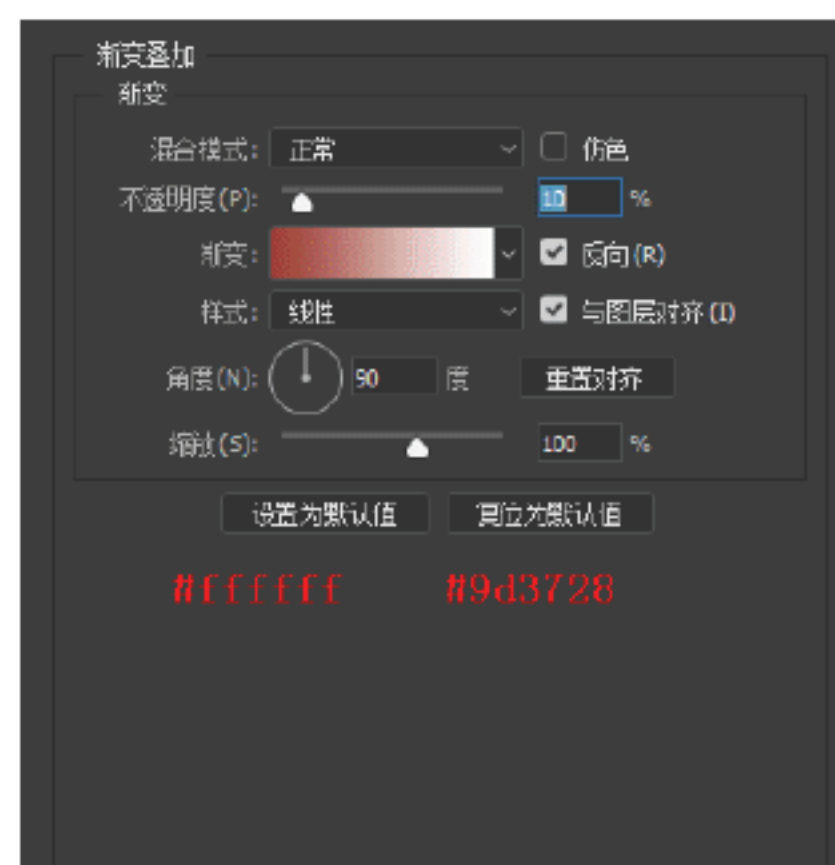 渐变叠加
渐变
混合模式: 正常 仿色
不透明度(P): 10 %
渐变: 反向(R)
样式: 线性 与图层对齐(I)
角度(N): 90 度 重置对齐
缩放(S): 100 %
设置为默认值 复位为默认值
#ffffff #9d3728